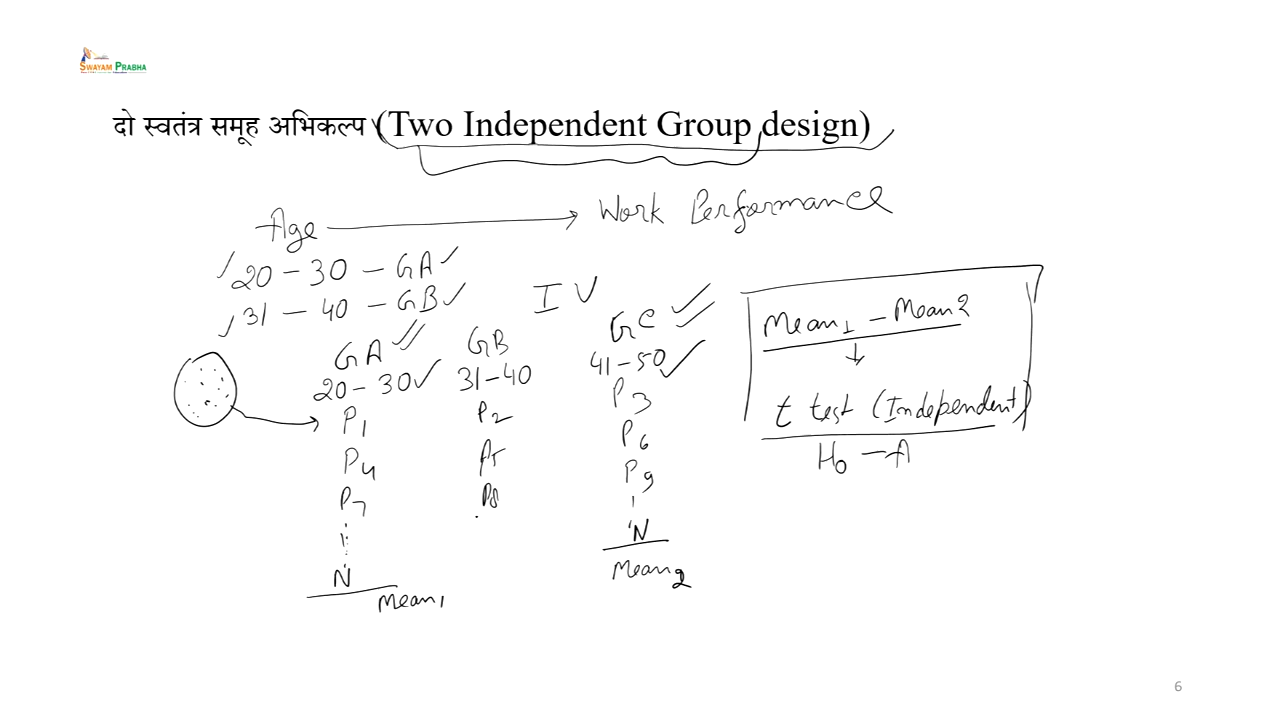 SWAYAM PRABHA
दो स्वतंत्र समूह अभिकल्प (Two Independent Group design)
Age → Work Performance
20 - 30 - GA
31 - 40 - GB
IV
GA GB GC
20 - 30 31-40 41-50
P1 P2 P3
P4 P5 P6
P7 P8 P9
N N
Mean1 Mean2
Mean1 - Mean2
t test (Independent)
H0 - A
6